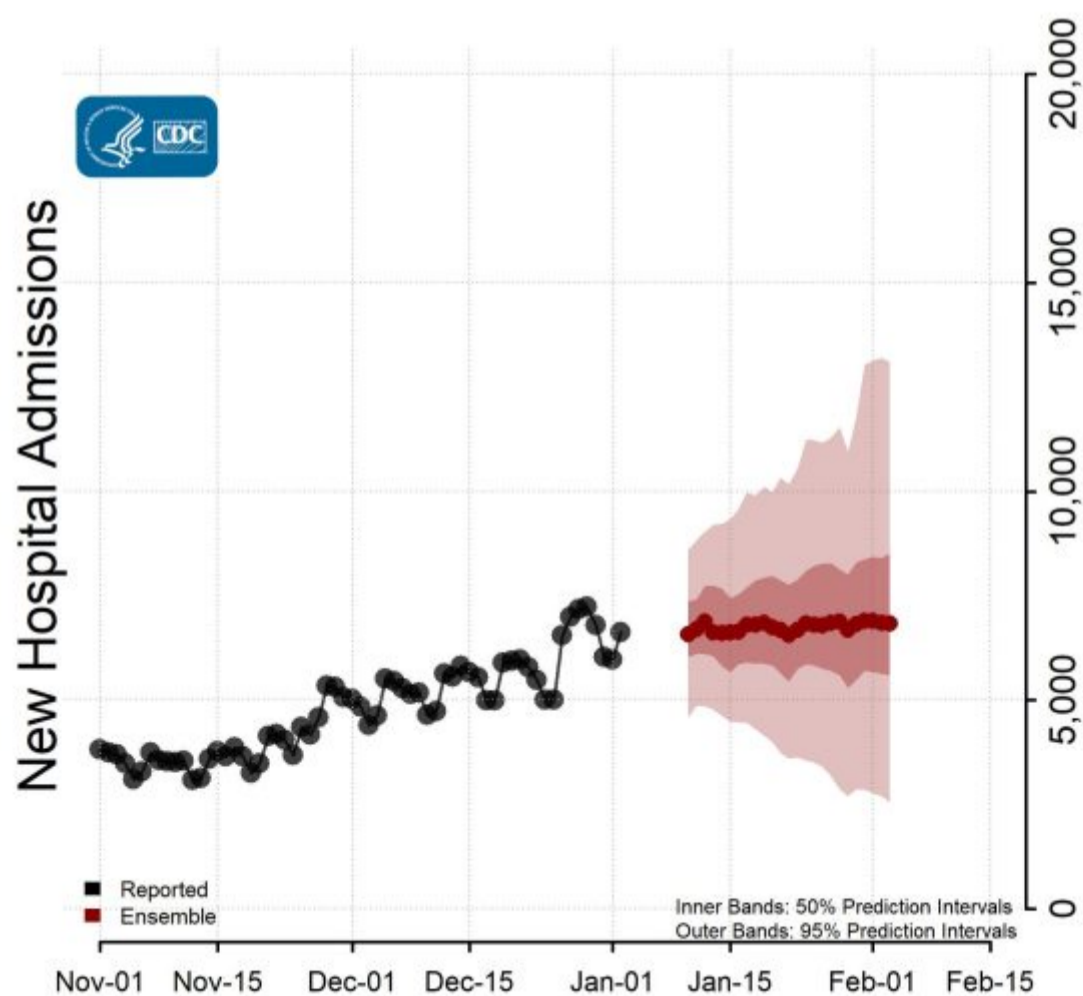 New Hospital Admissions
CDC
20,000
15,000
10,000
5,000
0
Reported
Ensemble
Inner Bands: 50% Prediction Intervals
Outer Bands: 95% Prediction Intervals
Nov-01 Nov-15 Dec-01 Dec-15 Jan-01 Jan-15 Feb-01 Feb-15